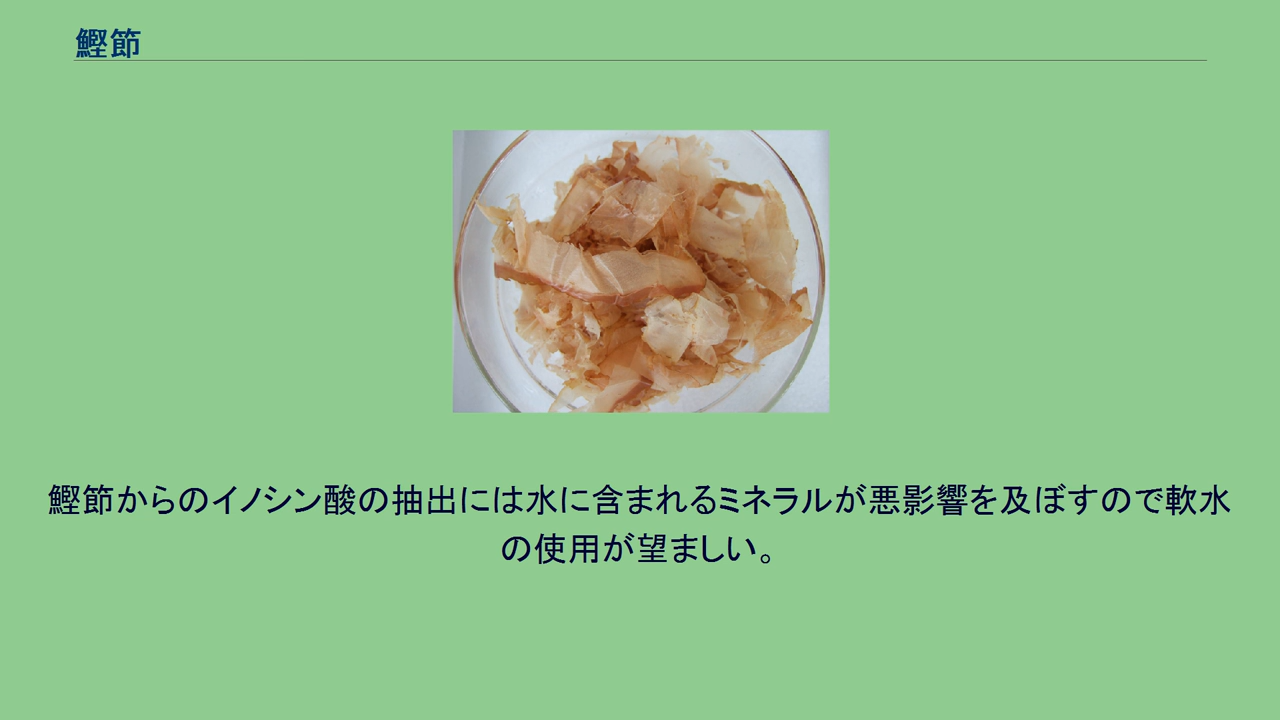 鰹節
鰹節からのイノシン酸の抽出には水に含まれるミネラルが悪影響を及ぼすので軟水
の使用が望ましい。